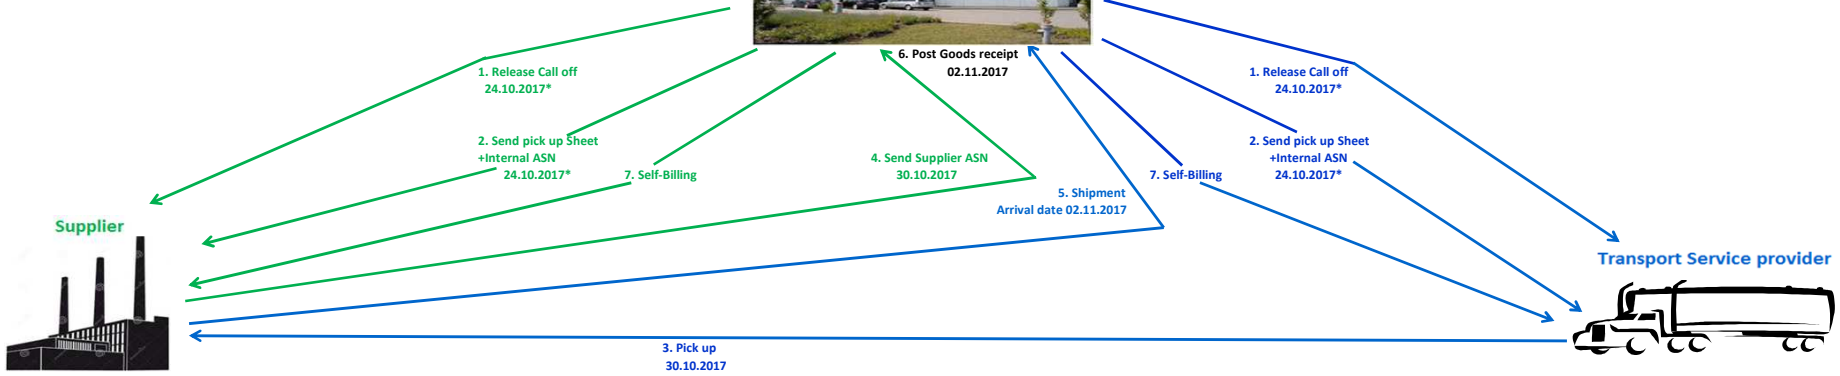 6. Post Goods receipt
02.11.2017
1. Release Call off
24.10.2017*
1. Release Call off
24.10.2017*
2. Send pick up Sheet
+Internal ASN
24.10.2017*
7. Self-Billing
4. Send Supplier ASN
30.10.2017
2. Send pick up Sheet
+Internal ASN
24.10.2017*
7. Self-Billing
5. Shipment
Arrival date 02.11.2017
Supplier
Transport Service provider
3. Pick up
30.10.2017